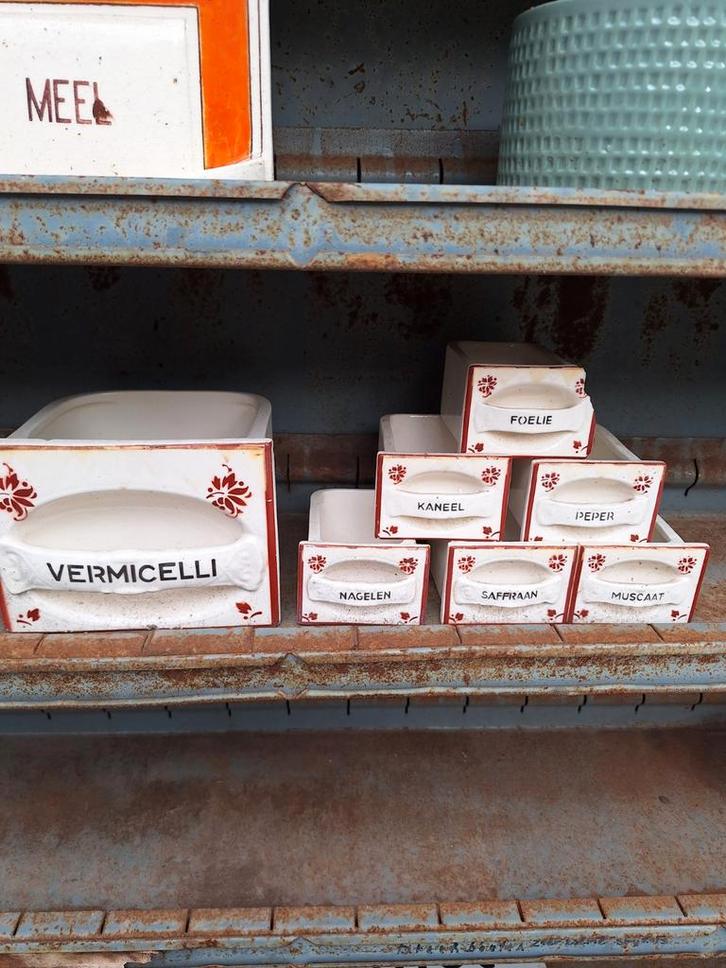 MEEL
FOELIE
KANEEL
PEPER
VERMICELLI
NAGELEN
SAFFRAAN
MUSCAAT